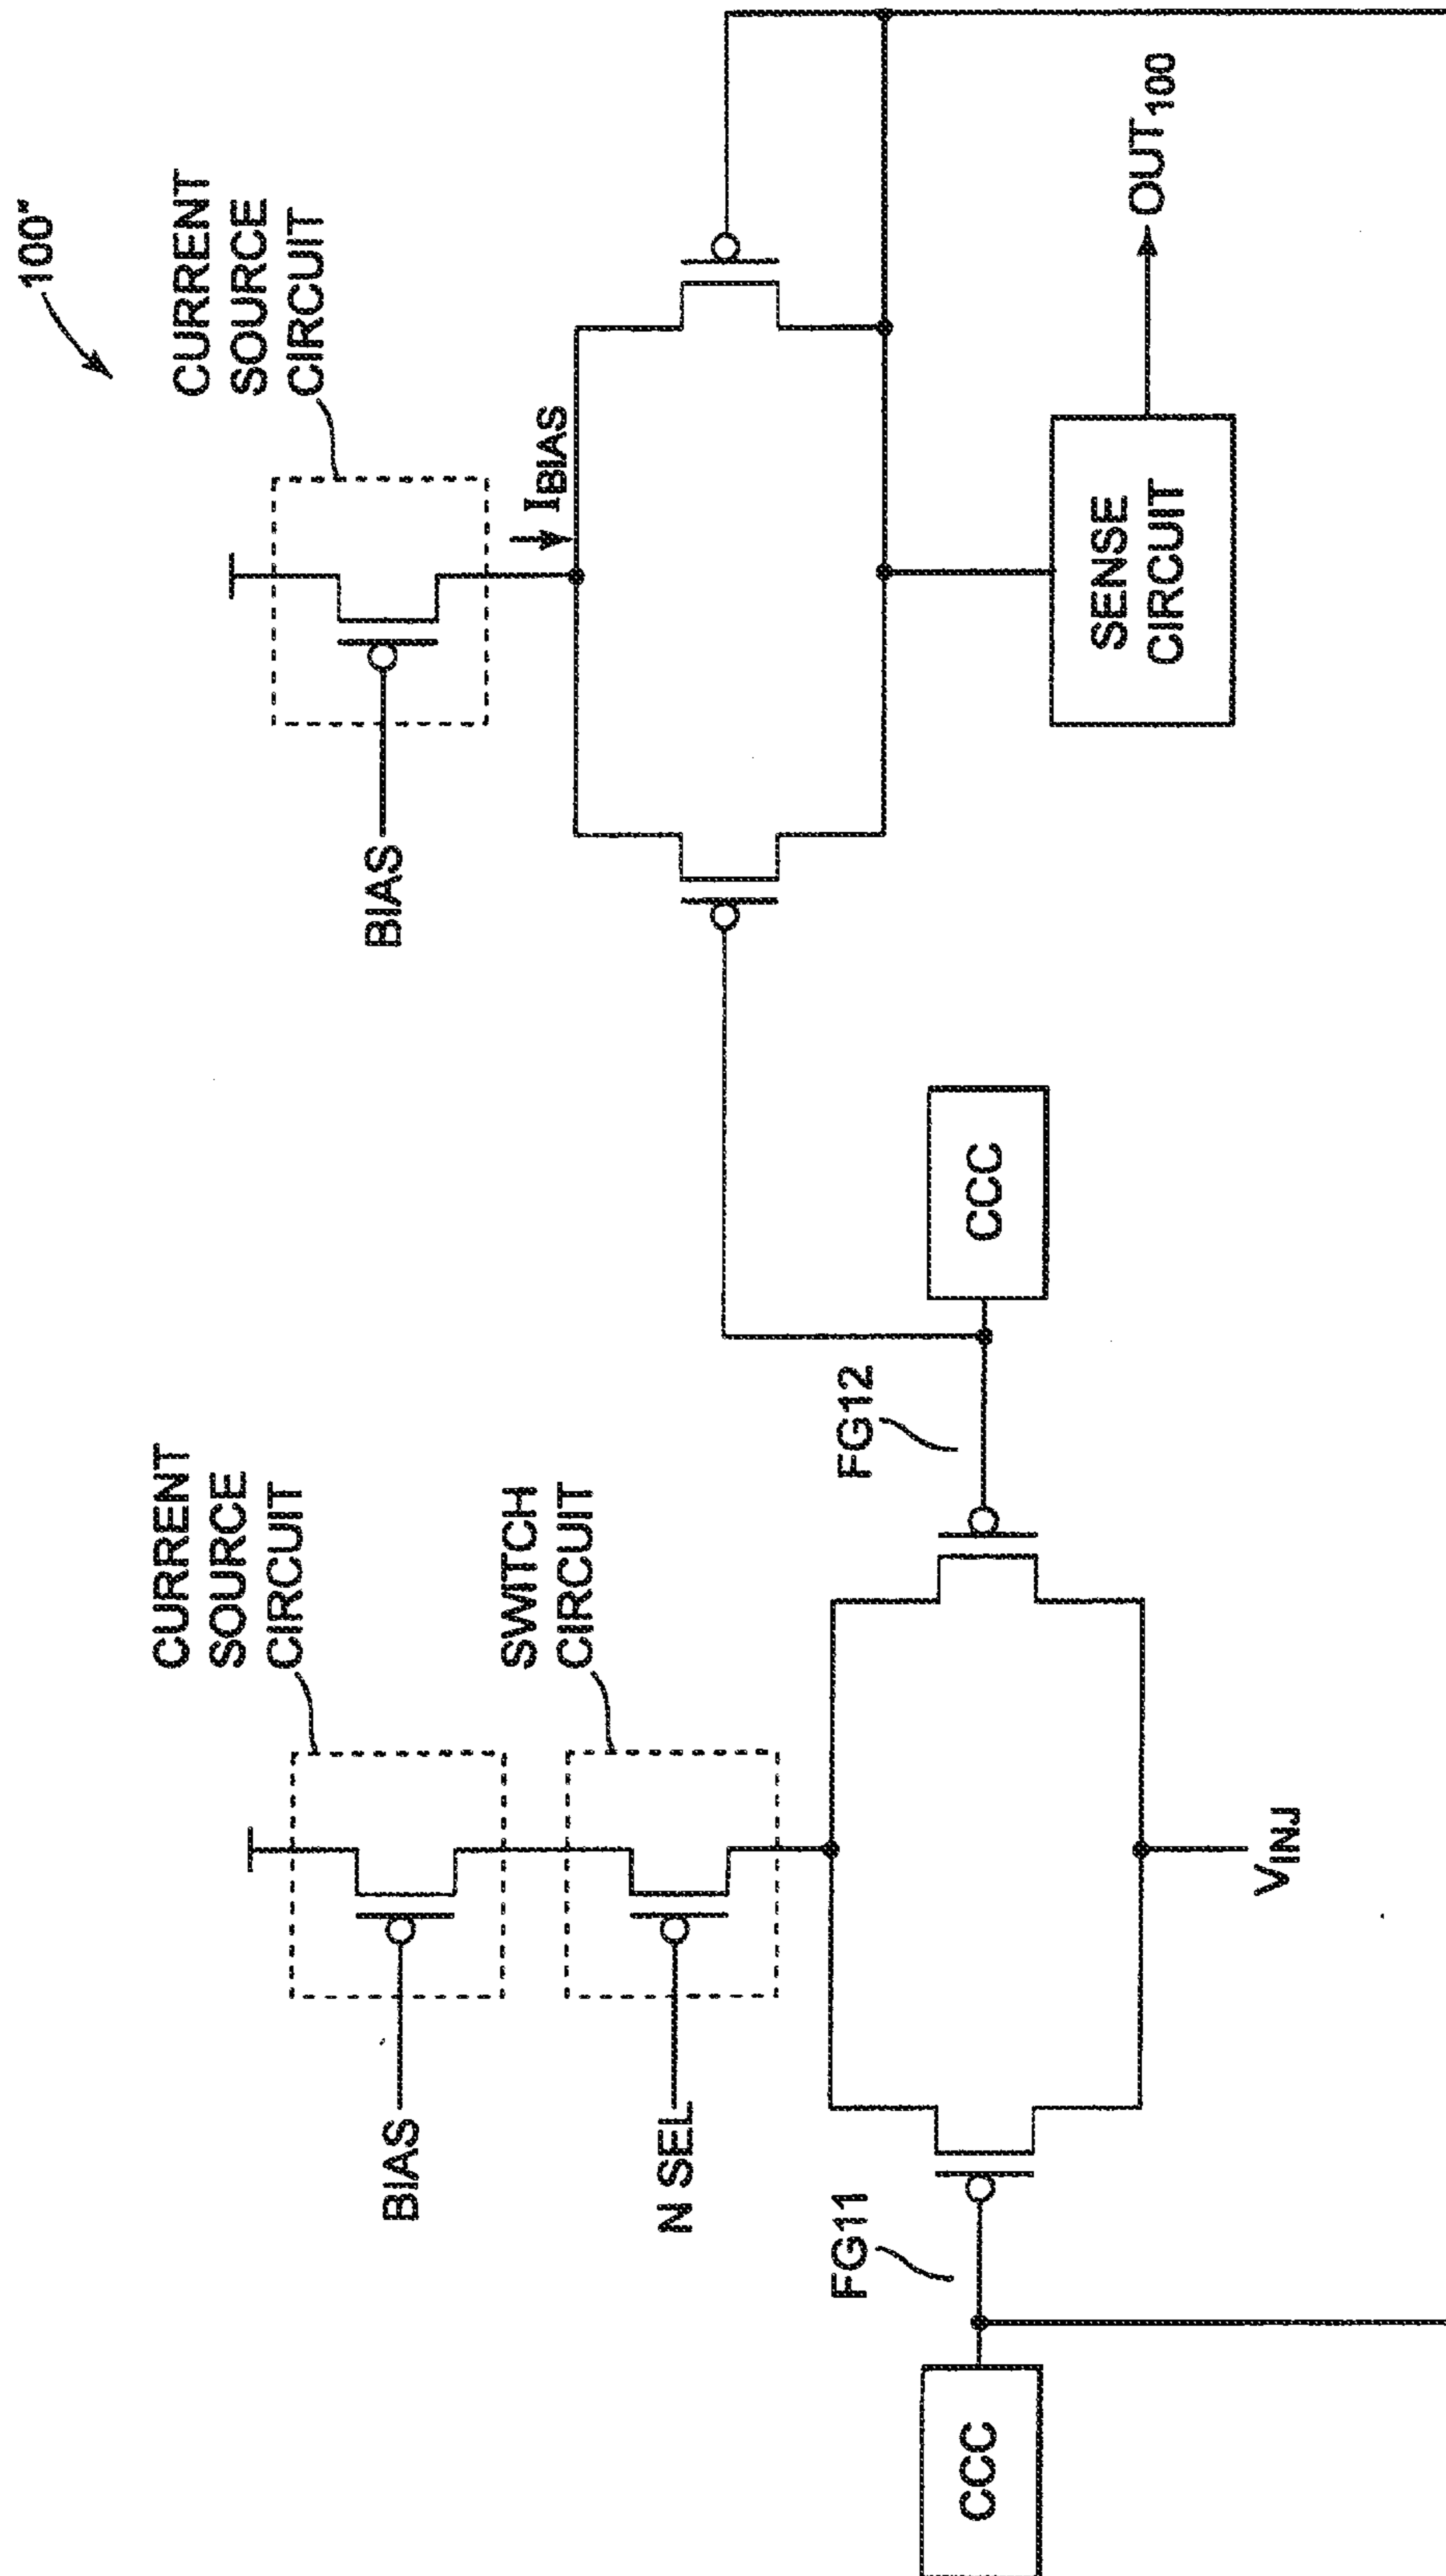 100"
CURRENT
SOURCE
CIRCUIT
CURRENT
SOURCE
CIRCUIT
BIAS
BIAS
SWITCH
CIRCUIT
N SEL
IBIAS
FG11
FG12
CCC
CCC
VINJ
SENSE
CIRCUIT
OUT100